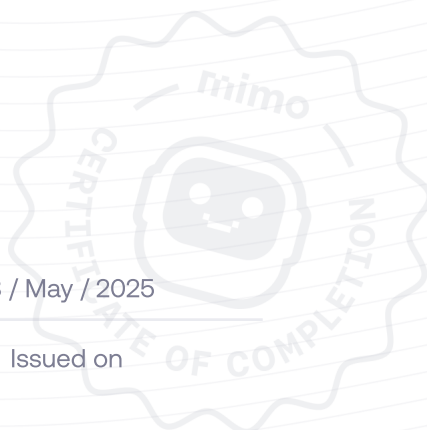 mimo
CERTIFICATE OF COMPLETION
/ May / 2025
Issued on